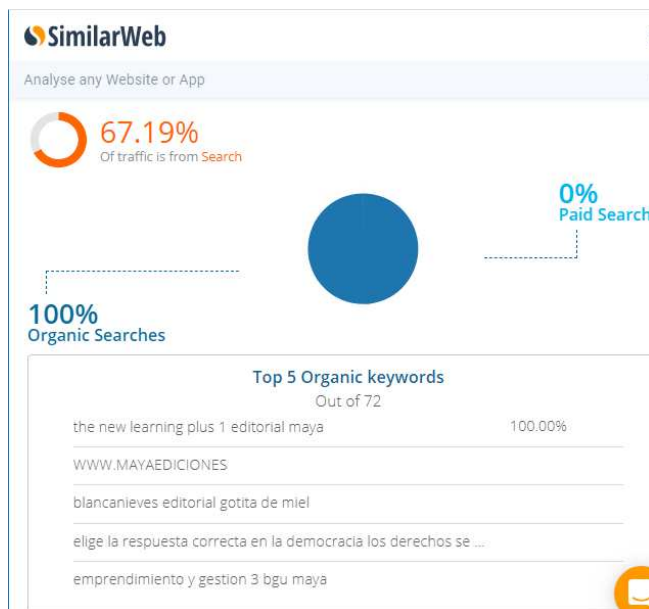 SimilarWeb
Analyse any Website or App
67.19%
Of traffic is from Search
0%
Paid Search
100%
Organic Searches
Top 5 Organic keywords
Out of 72
the new learning plus 1 editorial maya 100.00%
WWW.MAYAEDICIONES
blancanieves editorial gotita de miel
elige la respuesta correcta en la democracia los derechos se ...
emprendimiento y gestion 3 bgu maya